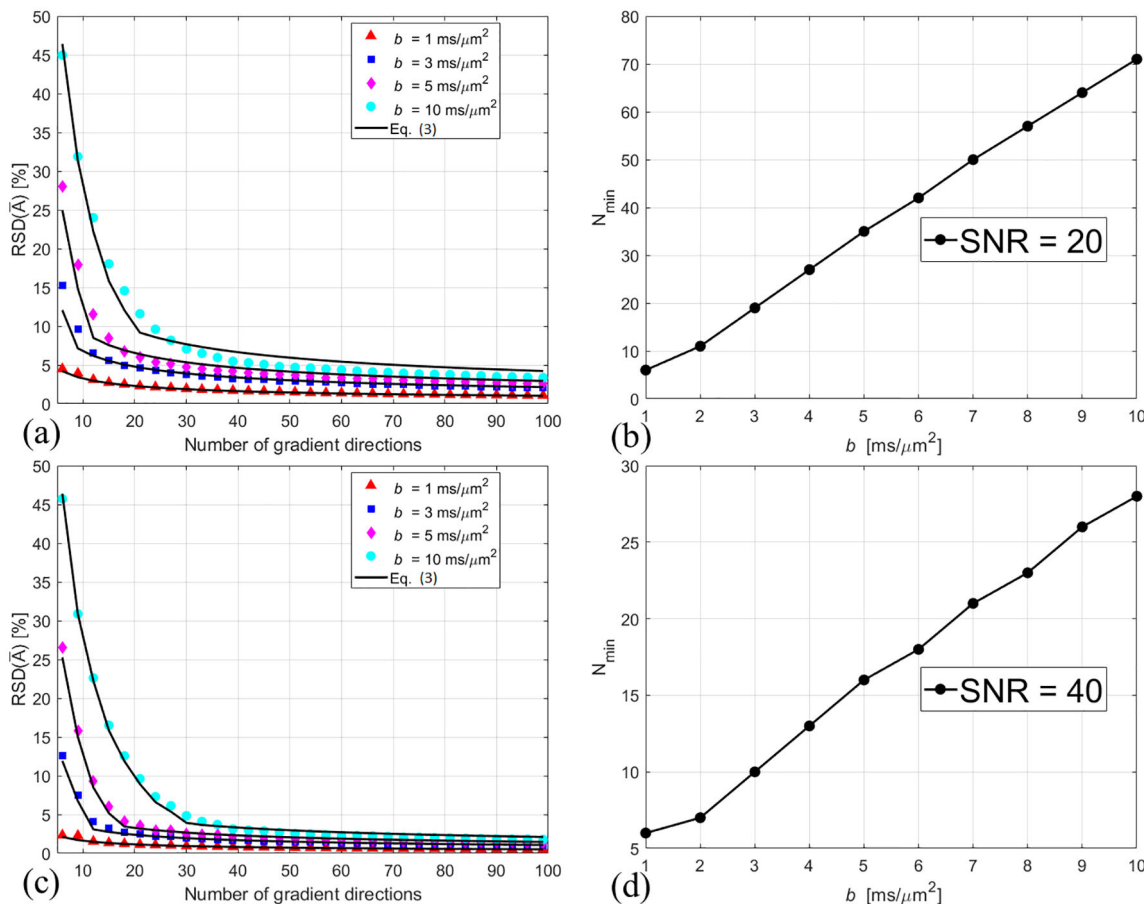 50
45
40
35
30
25
20
15
10
5
0
RSD(A̅) [%]
b = 1 ms/μm²
b = 3 ms/μm²
b = 5 ms/μm²
b = 10 ms/μm²
Eq. (3)
10 20 30 40 50 60 70 80 90 100
Number of gradient directions
(a)
70
60
50
40
30
20
10
0
N_min
SNR = 20
1 2 3 4 5 6 7 8 9 10
b [ms/μm²]
(b)
50
45
40
35
30
25
20
15
10
5
0
RSD(A̅) [%]
b = 1 ms/μm²
b = 3 ms/μm²
b = 5 ms/μm²
b = 10 ms/μm²
Eq. (3)
10 20 30 40 50 60 70 80 90 100
Number of gradient directions
(c)
30
25
20
15
10
5
N_min
SNR = 40
1 2 3 4 5 6 7 8 9 10
b [ms/μm²]
(d)